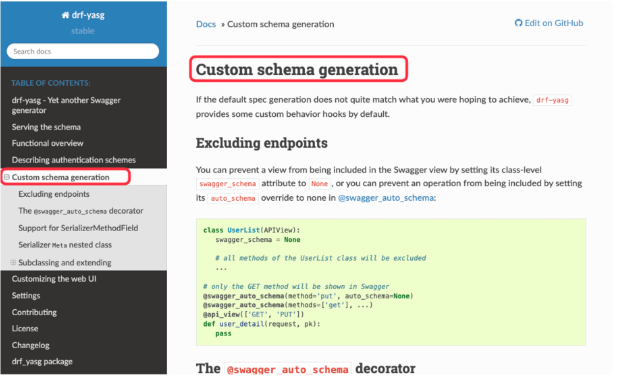 drf-yasg
stable
Search docs
TABLE OF CONTENTS:
drf-yasg - Yet another Swagger
generator
Serving the schema
Functional overview
Describing authentication schemes
Custom schema generation
Excluding endpoints
The @swagger_auto_schema decorator
Support for SerializerMethodField
Serializer Meta nested class
Subclassing and extending
Customizing the web UI
Settings
Contributing
License
Changelog
drf_yasg package
Docs » Custom schema generation
Edit on GitHub
Custom schema generation
If the default spec generation does not quite match what you were hoping to achieve, drf-yasg
provides some custom behavior hooks by default.
Excluding endpoints
You can prevent a view from being included in the Swagger view by setting its class-level
swagger_schema attribute to None , or you can prevent an operation from being included by setting
its auto_schema override to none in @swagger_auto_schema:
class UserList(APIView):
swagger_schema = None
# all methods of the UserList class will be excluded
...
# only the GET method will be shown in Swagger
@swagger_auto_schema(method='put', auto_schema=None)
@swagger_auto_schema(methods=['get'], ...)
@api_view(['GET', 'PUT'])
def user_detail(request, pk):
pass
The @swagger_auto_schema decorator